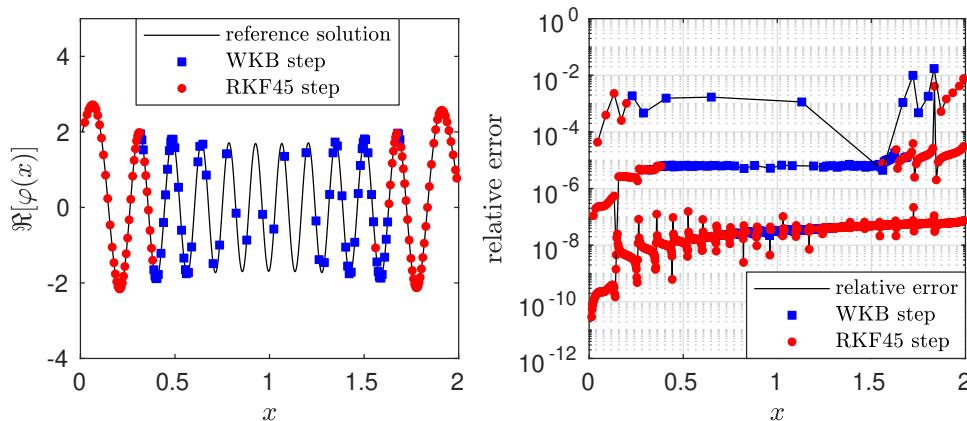 reference solution
WKB step
RKF45 step
4
2
0
-2
-4
ℜ[φ(x)]
0
0.5
1
1.5
2
x
10^0
10^-2
10^-4
10^-6
10^-8
10^-10
10^-12
relative error
relative error
WKB step
RKF45 step
0
0.5
1
1.5
2
x